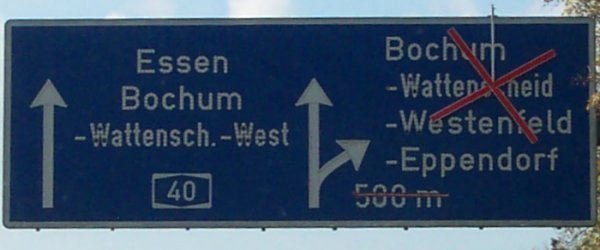 Essen
Bochum
-Wattensch.-West
40
Bochum
-Wattenscheid
-Westenfeld
-Eppendorf
500 m